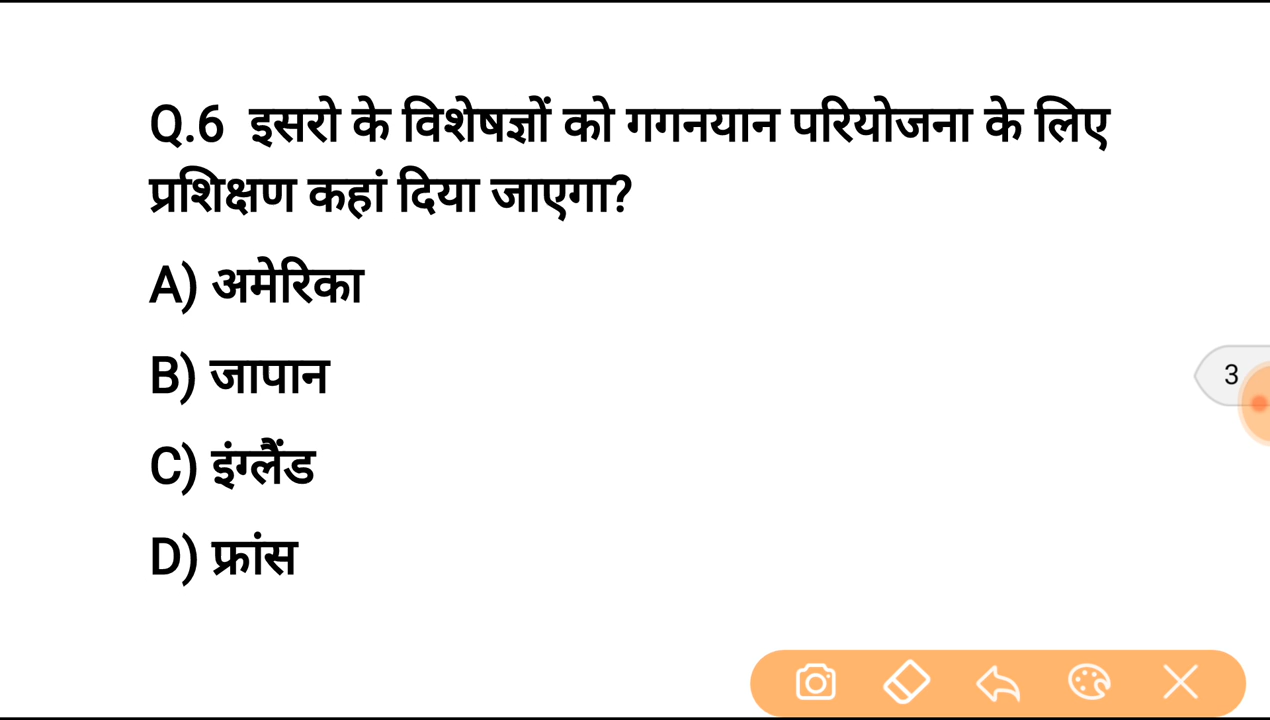 Q.6 इसरो के विशेषज्ञों को गगनयान परियोजना के लिए
प्रशिक्षण कहां दिया जाएगा?
A) अमेरिका
B) जापान
3
C) इंग्लैंड
D) फ्रांस